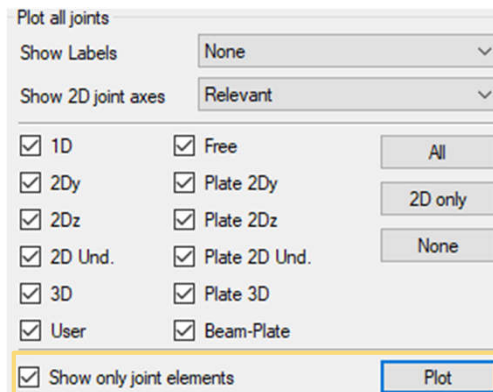 Plot all joints
Show Labels None
Show 2D joint axes Relevant
1D Free All
2Dy Plate 2Dy
2D only
2Dz Plate 2Dz
None
2D Und. Plate 2D Und.
3D Plate 3D
User Beam-Plate
Show only joint elements Plot